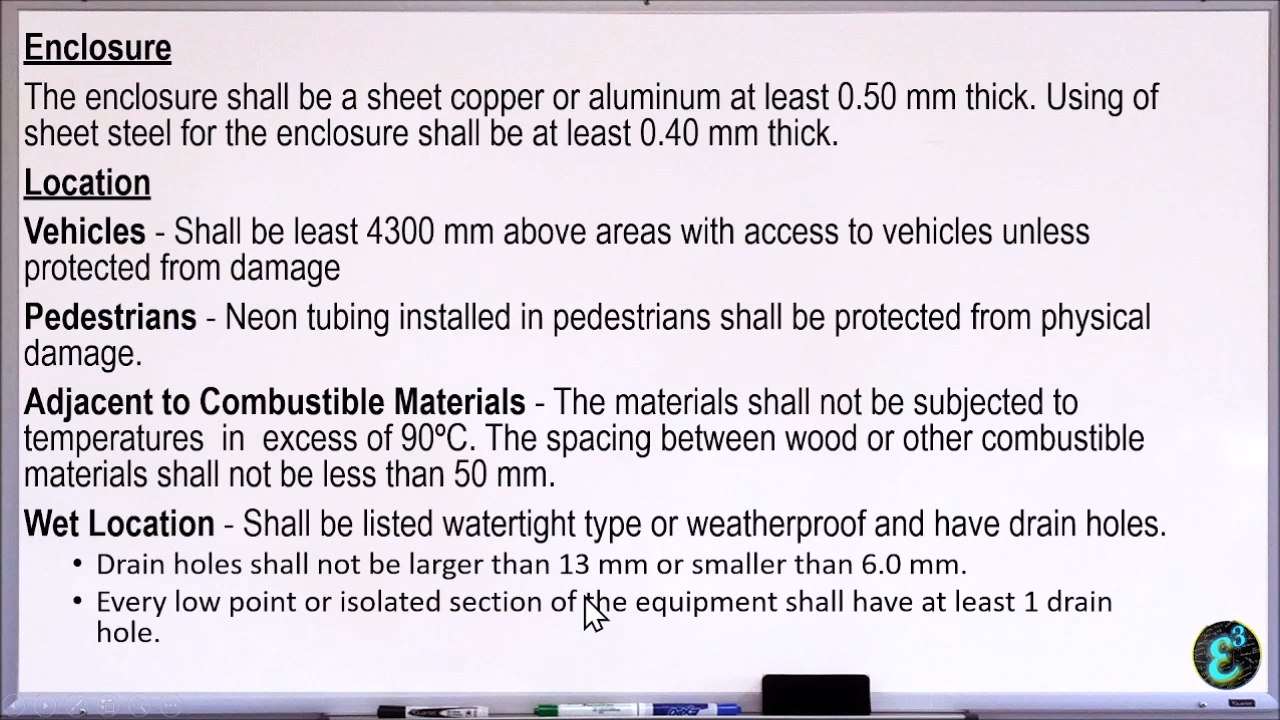 Enclosure
The enclosure shall be a sheet copper or aluminum at least 0.50 mm thick. Using of
sheet steel for the enclosure shall be at least 0.40 mm thick.
Location
Vehicles - Shall be least 4300 mm above areas with access to vehicles unless
protected from damage
Pedestrians - Neon tubing installed in pedestrians shall be protected from physical
damage.
Adjacent to Combustible Materials - The materials shall not be subjected to
temperatures in excess of 90ºC. The spacing between wood or other combustible
materials shall not be less than 50 mm.
Wet Location - Shall be listed watertight type or weatherproof and have drain holes.
• Drain holes shall not be larger than 13 mm or smaller than 6.0 mm.
• Every low point or isolated section of the equipment shall have at least 1 drain
hole.
ε3